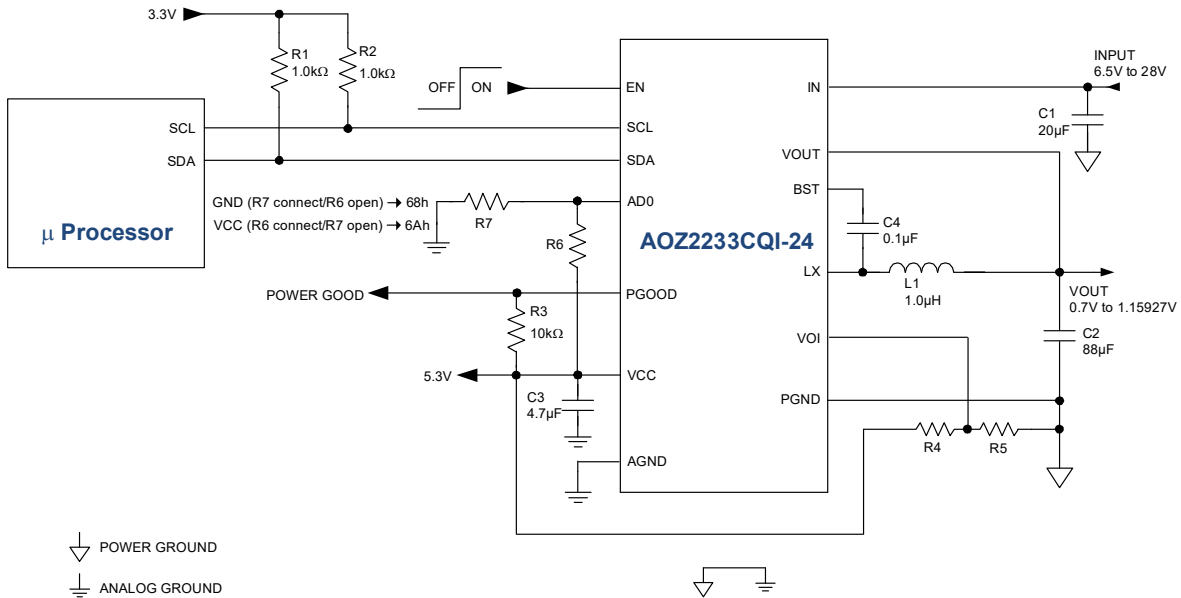 3.3V
R1
1.0kΩ
R2
1.0kΩ
OFF
ON
EN
IN
INPUT
6.5V to 28V
C1
20µF
SCL
SCL
SDA
SDA
VOUT
BST
C4
0.1µF
GND (R7 connect/R6 open) → 68h
VCC (R6 connect/R7 open) → 6Ah
R7
AD0
R6
µ Processor
AOZ2233CQI-24
LX
L1
1.0µH
VOUT
0.7V to 1.15927V
POWER GOOD
PGOOD
R3
10kΩ
VOI
C2
88µF
5.3V
VCC
C3
4.7µF
PGND
R4
R5
AGND
POWER GROUND
ANALOG GROUND